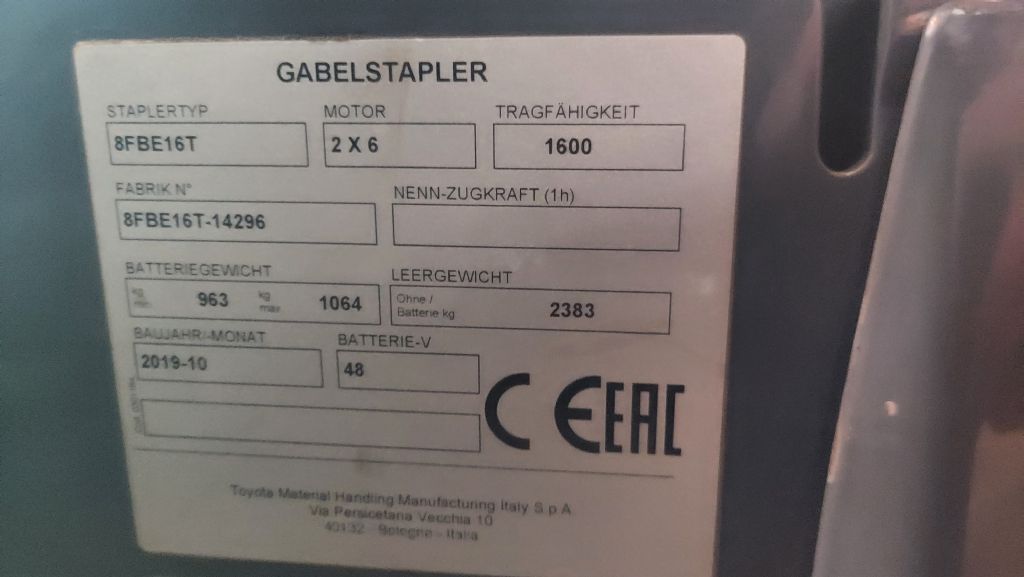 GABELSTAPLER
STAPLERTYP MOTOR TRAGFÄHIGKEIT
8FBE16T 2 X 6 1600
FABRIK N° NENN-ZUGKRAFT (1h)
8FBE16T-14296
BATTERIEGEWICHT LEERGEWICHT
kg min. 963 kg max 1064 Ohne / Batterie kg 2383
BAUJAHR/-MONAT BATTERIE-V
2019-10 48
CE EAC
Toyota Material Handling Manufacturing Italy S.p.A.
Via Persicetana Vecchia 10
40132 - Bologna - Italia